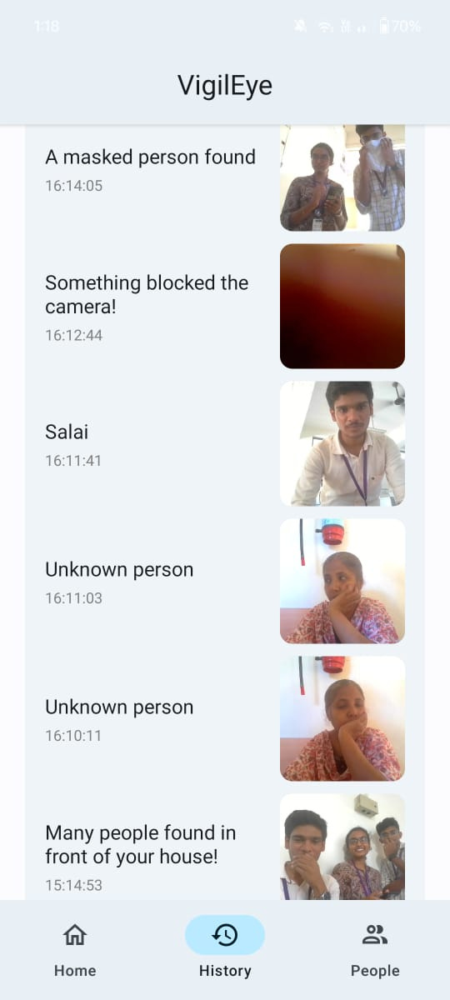 1:18
70%
VigilEye
A masked person found
16:14:05
Something blocked the
camera!
16:12:44
Salai
16:11:41
Unknown person
16:11:03
Unknown person
16:10:11
Many people found in
front of your house!
15:14:53
Home
History
People